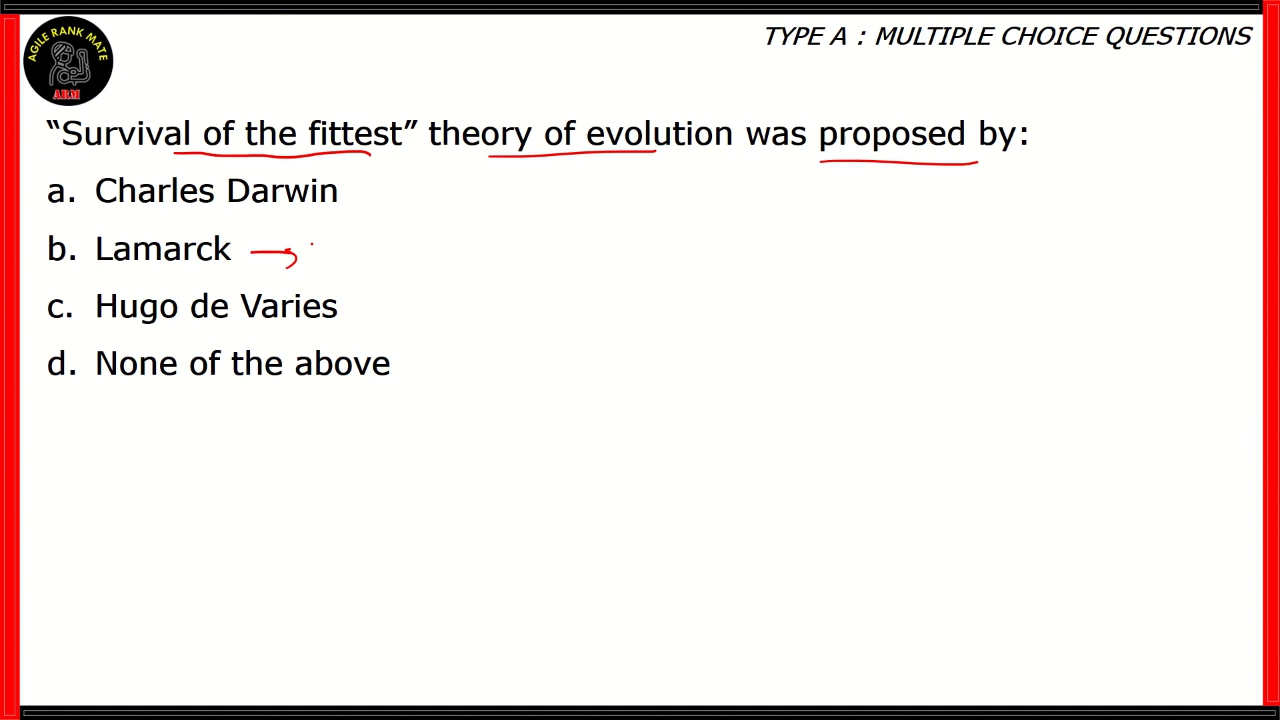 AGILE RANK MATE
ARM
TYPE A : MULTIPLE CHOICE QUESTIONS
“Survival of the fittest” theory of evolution was proposed by:
a. Charles Darwin
b. Lamarck
c. Hugo de Varies
d. None of the above